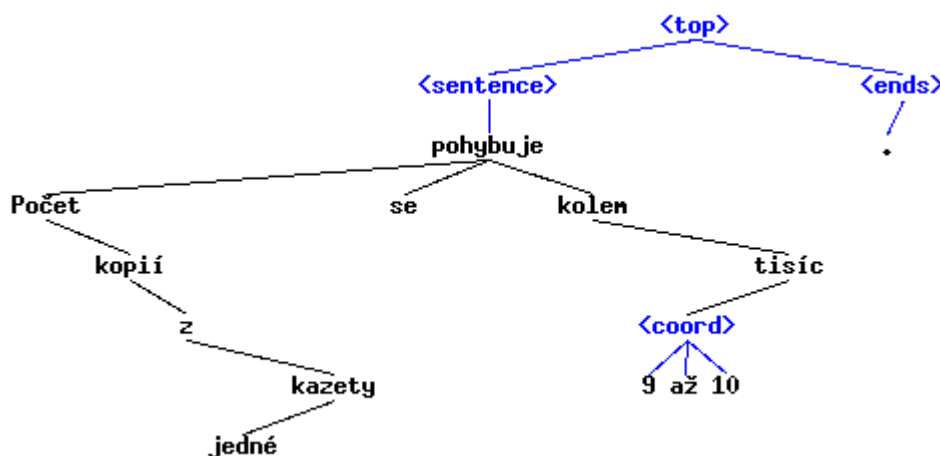 <top>
<sentence> <ends>
pohybuje .
Počet se kolem
kopií tisíc
z <coord>
kazety 9 až 10
jedné